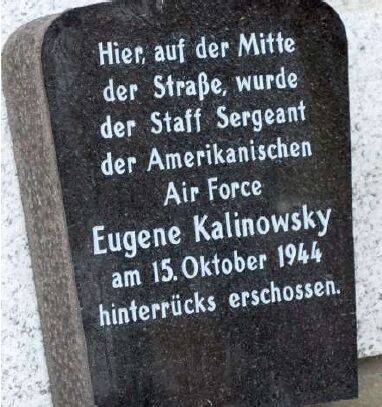 Hier, auf der Mitte
der Straße, wurde
der Staff Sergeant
der Amerikanischen
Air Force
Eugene Kalinowsky
am 15. Oktober 1944
hinterrücks erschossen.